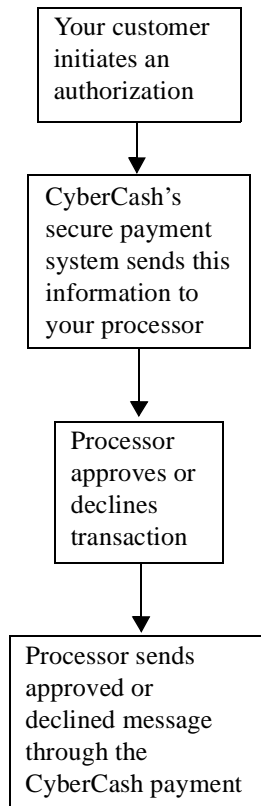 Your customer
initiates an
authorization
CyberCash’s
secure payment
system sends this
information to
your processor
Processor
approves or
declines
transaction
Processor sends
approved or
declined message
through the
CyberCash payment